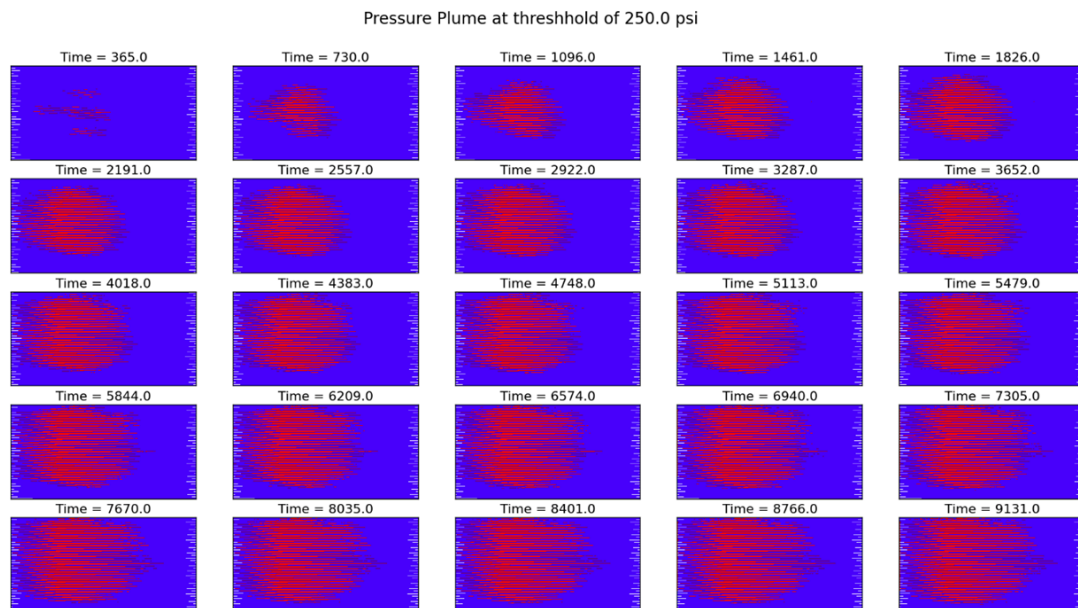 Pressure Plume at threshhold of 250.0 psi
Time = 365.0
Time = 730.0
Time = 1096.0
Time = 1461.0
Time = 1826.0
Time = 2191.0
Time = 2557.0
Time = 2922.0
Time = 3287.0
Time = 3652.0
Time = 4018.0
Time = 4383.0
Time = 4748.0
Time = 5113.0
Time = 5479.0
Time = 5844.0
Time = 6209.0
Time = 6574.0
Time = 6940.0
Time = 7305.0
Time = 7670.0
Time = 8035.0
Time = 8401.0
Time = 8766.0
Time = 9131.0